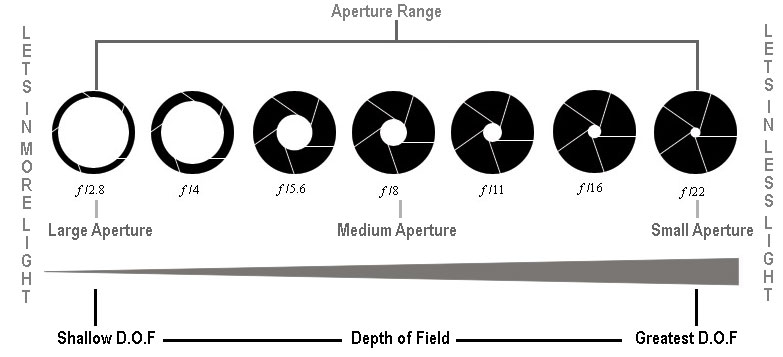 Aperture Range
LETS IN MORE LIGHT
f/2.8
f/4
f/5.6
f/8
f/11
f/16
f/22
LETS IN LESS LIGHT
Large Aperture
Medium Aperture
Small Aperture
Shallow D.O.F
Depth of Field
Greatest D.O.F